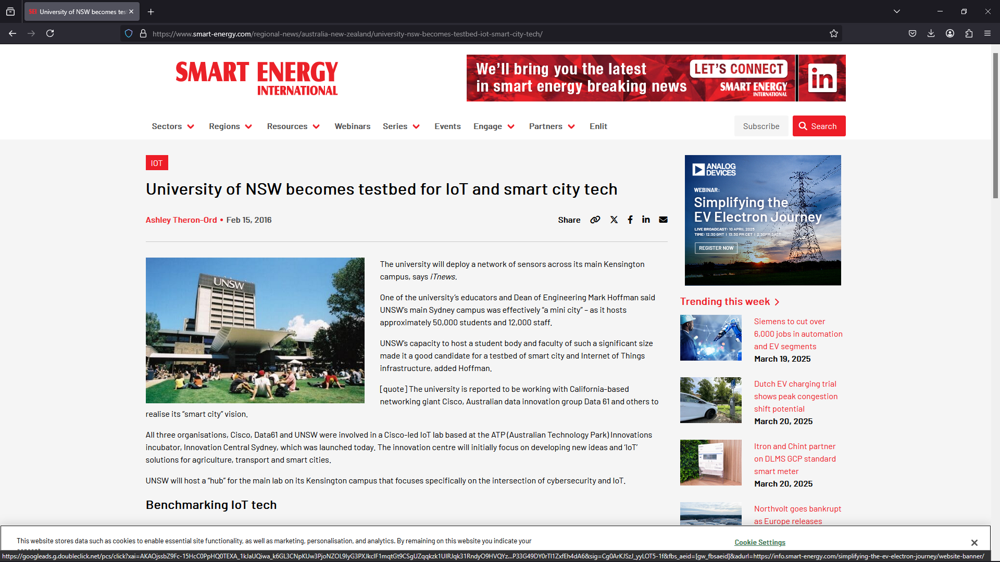 University of NSW becomes tes
https://www.smart-energy.com/regional-news/australia-new-zealand/university-nsw-becomes-testbed-iot-smart-city-tech/
SMART ENERGY
INTERNATIONAL
We'll bring you the latest
in smart energy breaking news
LET'S CONNECT
SMART ENERGY
INTERNATIONAL
in
Sectors
Regions
Resources
Webinars
Series
Events
Engage
Partners
Enlit
Subscribe
Search
IOT
University of NSW becomes testbed for IoT and smart city tech
Ashley Theron-Ord • Feb 15, 2016
Share
UNSW
The university will deploy a network of sensors across its main Kensington
campus, says iTnews.
One of the university's educators and Dean of Engineering Mark Hoffman said
UNSW's main Sydney campus was effectively “a mini city” – as it hosts
approximately 50,000 students and 12,000 staff.
UNSW's capacity to host a student body and faculty of such a significant size
made it a good candidate for a testbed of smart city and Internet of Things
infrastructure, added Hoffman.
[quote] The university is reported to be working with California-based
networking giant Cisco, Australian data innovation group Data 61 and others to
realise its “smart city” vision.
All three organisations, Cisco, Data61 and UNSW were involved in a Cisco-led IoT lab based at the ATP (Australian Technology Park) Innovations
incubator, Innovation Central Sydney, which was launched today. The innovation centre will initially focus on developing new ideas and ‘IoT’
solutions for agriculture, transport and smart cities.
UNSW will host a “hub” for the main lab on its Kensington campus that focuses specifically on the intersection of cybersecurity and IoT.
Benchmarking IoT tech
ANALOG
DEVICES
WEBINAR:
Simplifying the
EV Electron Journey
LIVE BROADCAST: 10 APRIL 2025
TIME: 12:30 GMT | 13:30 PM CET | 2:30PM SAST
REGISTER NOW
Trending this week
Siemens to cut over
6,000 jobs in automation
and EV segments
March 19, 2025
Dutch EV charging trial
shows peak congestion
shift potential
March 20, 2025
Itron and Chint partner
on DLMS GCP standard
smart meter
March 20, 2025
Northvolt goes bankrupt
as Europe releases
This website stores data such as cookies to enable essential site functionality, as well as marketing, personalisation, and analytics. By remaining on this website you indicate your
Cookie Settings